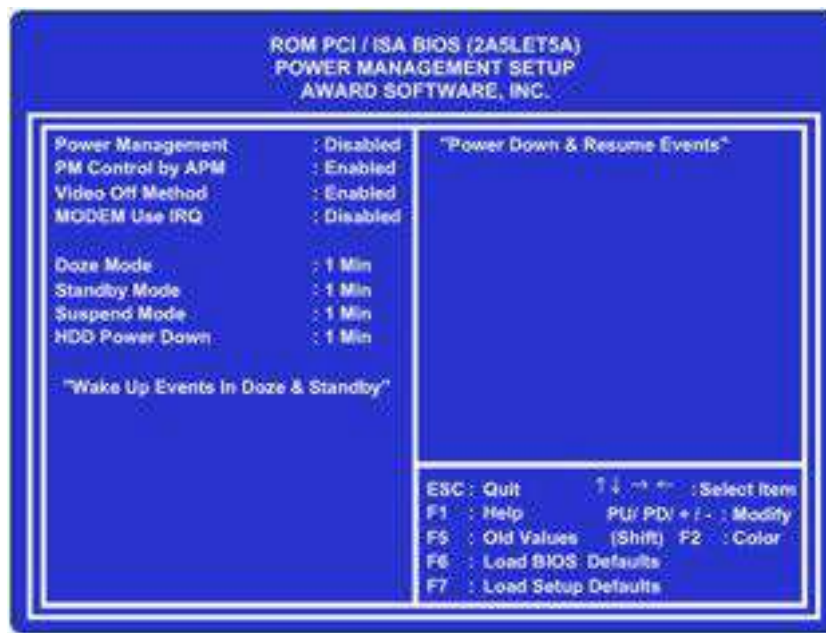 ROM PCI / ISA BIOS (2A5LET5A)
POWER MANAGEMENT SETUP
AWARD SOFTWARE, INC.
Power Management : Disabled
PM Control by APM : Enabled
Video Off Method : Enabled
MODEM Use IRQ : Disabled
Doze Mode : 1 Min
Standby Mode : 1 Min
Suspend Mode : 1 Min
HDD Power Down : 1 Min
"Wake Up Events In Doze & Standby"
"Power Down & Resume Events"
ESC : Quit ↑ ↓ → ← : Select Item
F1 : Help PU/ PD/ + / - : Modify
F5 : Old Values (Shift) F2 : Color
F6 : Load BIOS Defaults
F7 : Load Setup Defaults